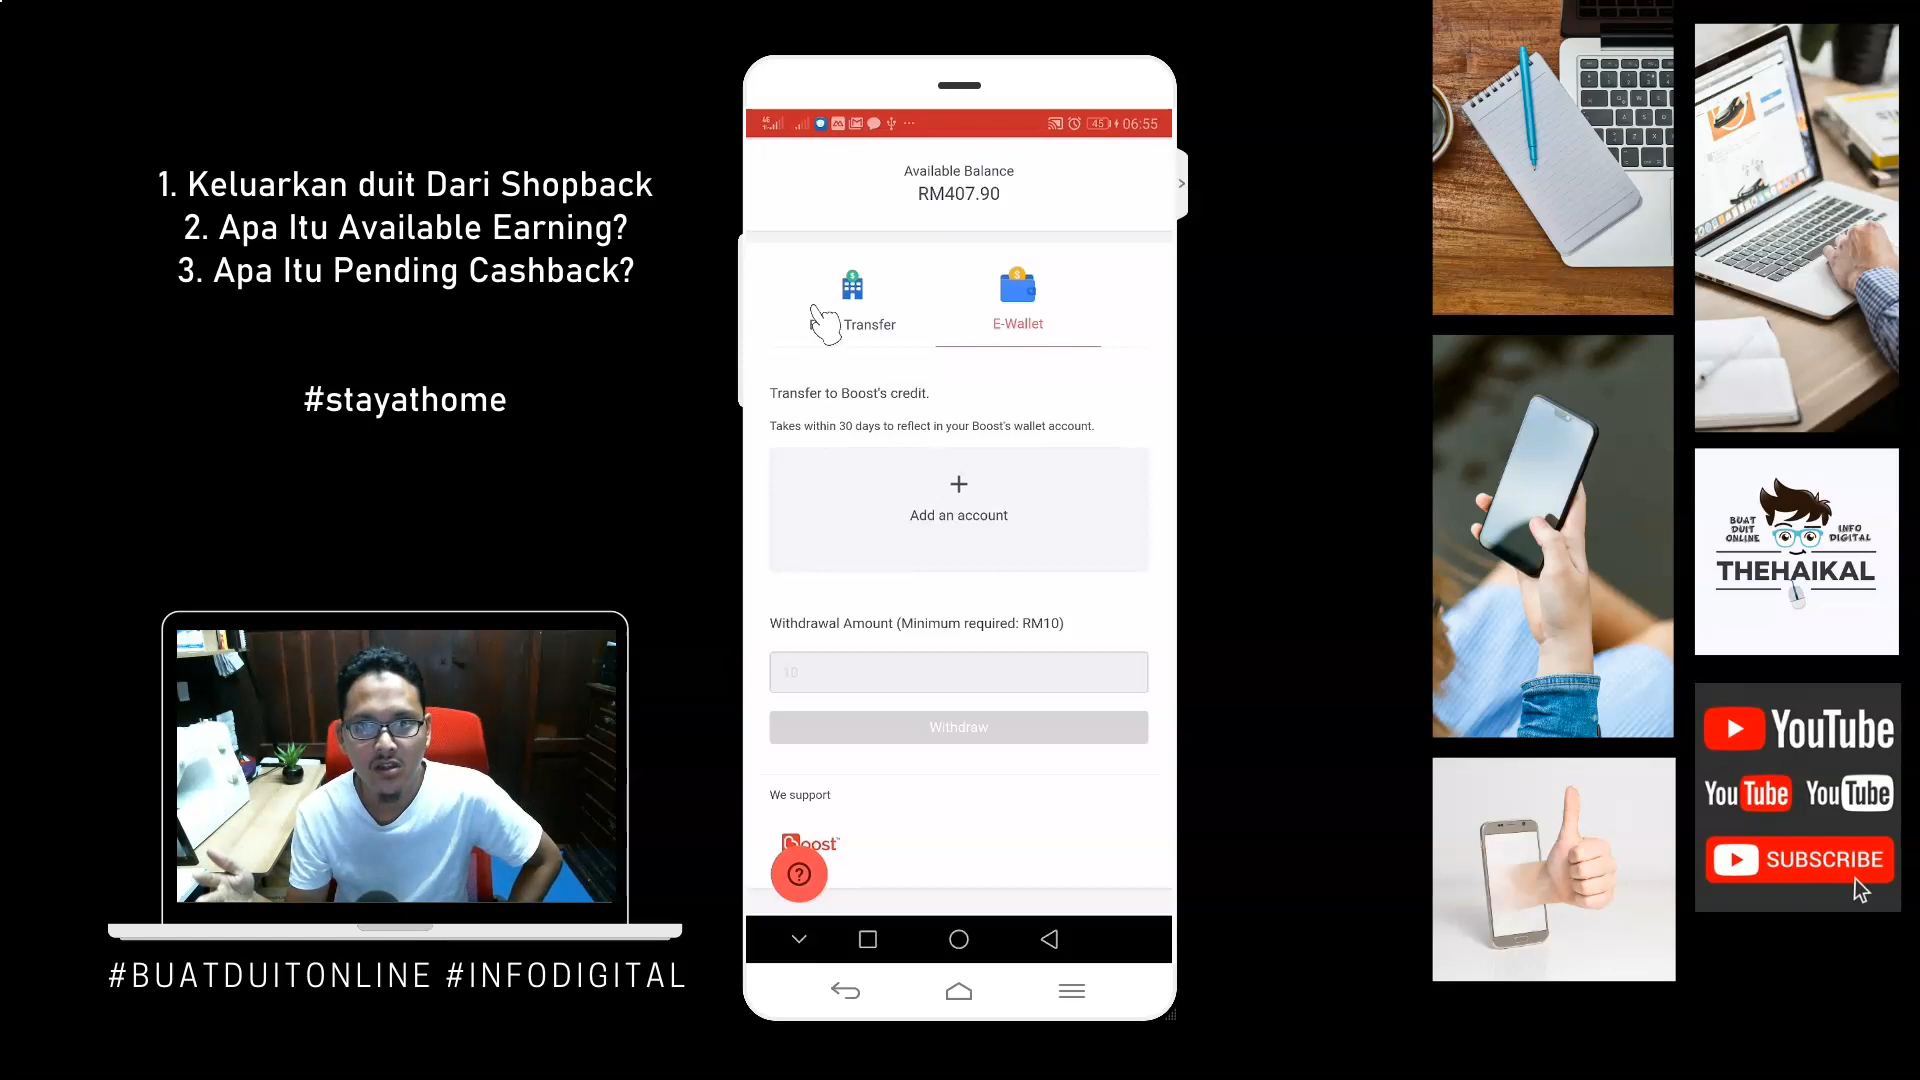 1. Keluarkan duit Dari Shopback
2. Apa Itu Available Earning?
3. Apa Itu Pending Cashback?
#stayathome
#BUATDUITONLINE #INFODIGITAL
45
06:55
Available Balance
RM407.90
Transfer
E-Wallet
Transfer to Boost's credit.
Takes within 30 days to reflect in your Boost's wallet account.
+
Add an account
Withdrawal Amount (Minimum required: RM10)
10
Withdraw
We support
boost™
BUAT
DUIT
ONLINE
INFO
DIGITAL
THEHAIKAL
YouTube
YouTube YouTube
SUBSCRIBE